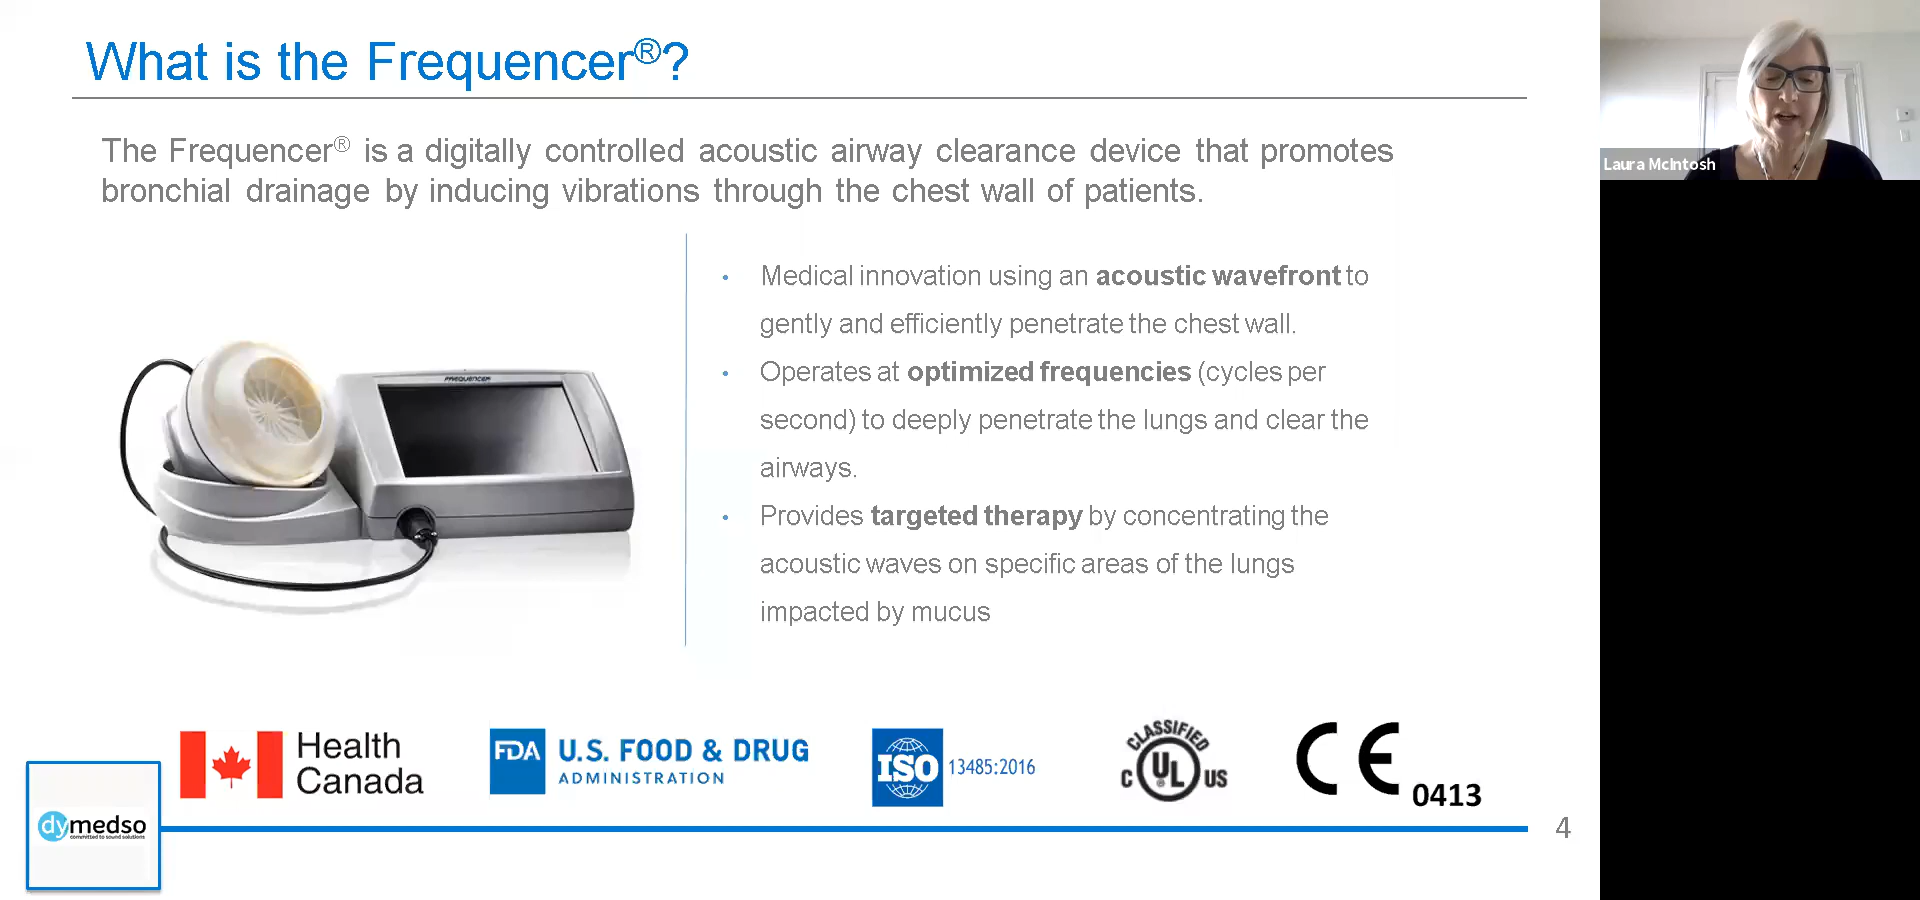 What is the Frequencer®?
The Frequencer® is a digitally controlled acoustic airway clearance device that promotes
bronchial drainage by inducing vibrations through the chest wall of patients.
• Medical innovation using an acoustic wavefront to
gently and efficiently penetrate the chest wall.
• Operates at optimized frequencies (cycles per
second) to deeply penetrate the lungs and clear the
airways.
• Provides targeted therapy by concentrating the
acoustic waves on specific areas of the lungs
impacted by mucus
FREQUENCER
Health
Canada
FDA U.S. FOOD & DRUG
ADMINISTRATION
ISO 13485:2016
CLASSIFIED
C UL® US
CE 0413
dymedso
committed to sound solutions
4
Laura McIntosh